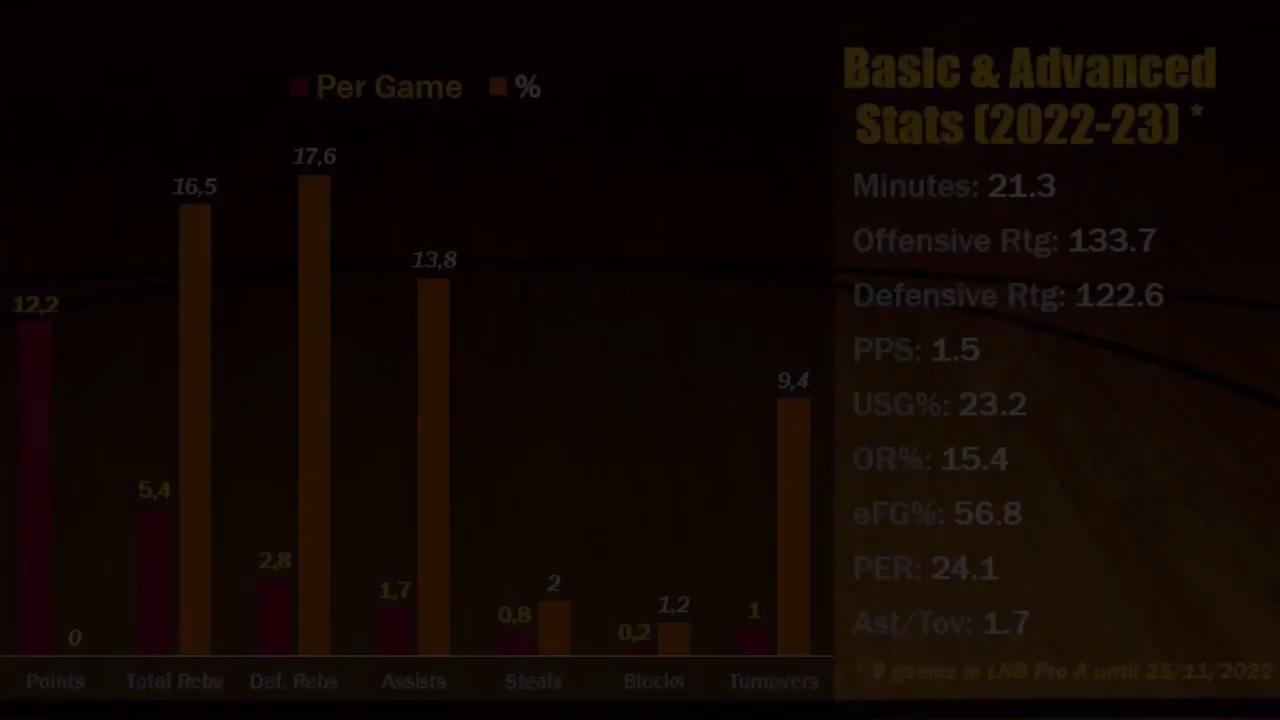 Per Game %
12,2
0
5,4
16,5
2,8
17,6
1,7
13,8
0,8
2
0,2
1,2
1
9,4
Points Total Rebs Def. Rebs Assists Steals Blocks Turnovers
Basic & Advanced
Stats (2022-23) *
Minutes: 21.3
Offensive Rtg: 133.7
Defensive Rtg: 122.6
PPS: 1.5
USG%: 23.2
OR%: 15.4
eFG%: 56.8
PER: 24.1
Ast/Tov: 1.7
* 9 games in LNB Pro A until 25/11/2022